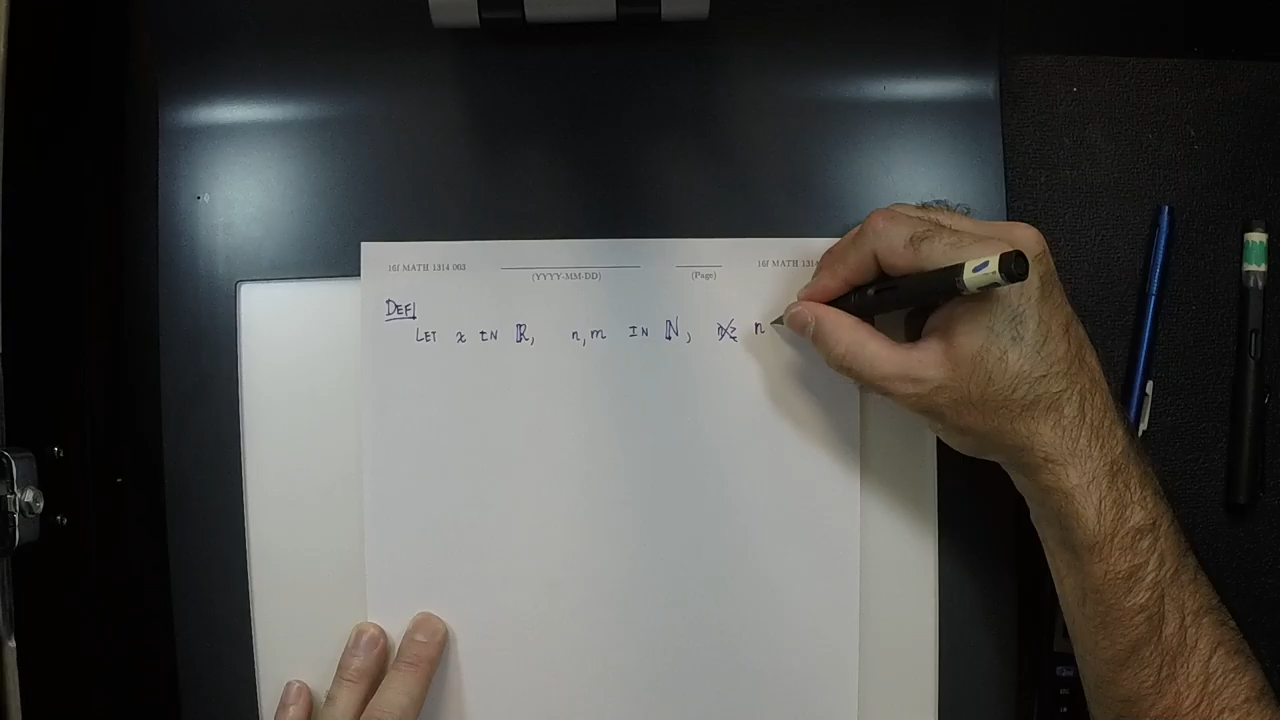 16f MATH 1314 003 (YYYY-MM-DD) (Page) 16f MATH 1314
DEF|
LET x IN ℝ, n,m IN ℕ, n